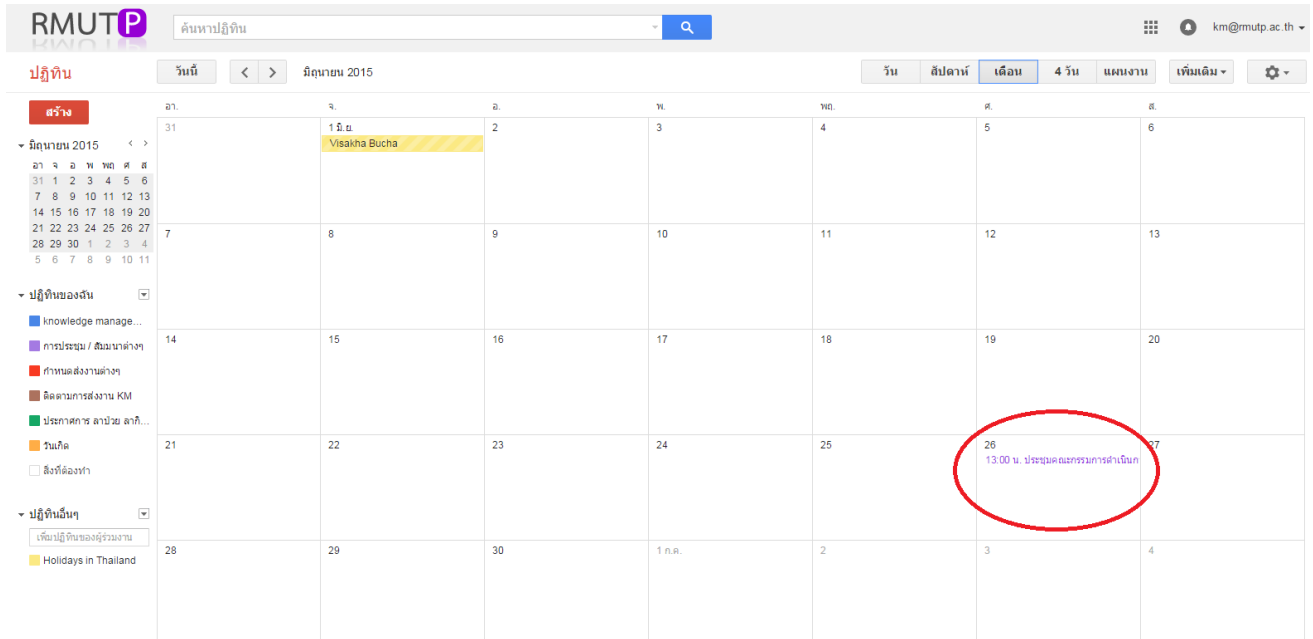 RMUTP
ค้นหาปฏิทิน
km@rmutp.ac.th
ปฏิทิน
วันนี้
มิถุนายน 2015
วัน สัปดาห์ เดือน 4 วัน แผนงาน เพิ่มเติม
สร้าง
มิถุนายน 2015
อา จ อ พ พฤ ศ ส
31 1 2 3 4 5 6
7 8 9 10 11 12 13
14 15 16 17 18 19 20
21 22 23 24 25 26 27
28 29 30 1 2 3 4
5 6 7 8 9 10 11
ปฏิทินของฉัน
knowledge manage...
การประชุม / สัมมนาต่างๆ
กำหนดส่งงานต่างๆ
ติดตามการส่งงาน KM
ประกาศการ ลาป่วย ลากิ...
วันเกิด
สิ่งที่ต้องทำ
ปฏิทินอื่นๆ
เพิ่มปฏิทินของผู้ร่วมงาน
Holidays in Thailand
อา. จ. อ. พ. พฤ. ศ. ส.
31 1 มิ.ย. 2 3 4 5 6
Visakha Bucha
7 8 9 10 11 12 13
14 15 16 17 18 19 20
21 22 23 24 25 26 27
13:00 น. ประชุมคณะกรรมการดำเนินก
28 29 30 1 ก.ค. 2 3 4